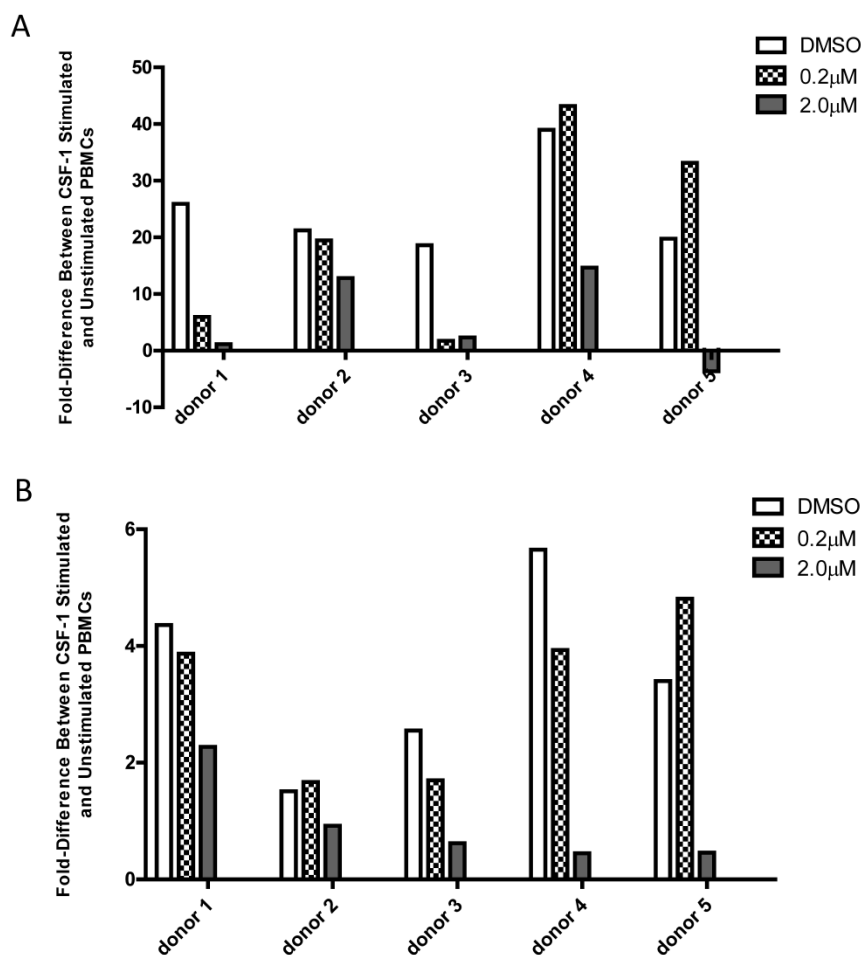 A
DMSO
0.2μM
2.0μM
Fold-Difference Between CSF-1 Stimulated
and Unstimulated PBMCs
50
40
30
20
10
0
-10
donor 1
donor 2
donor 3
donor 4
donor 5
B
DMSO
0.2μM
2.0μM
Fold-Difference Between CSF-1 Stimulated
and Unstimulated PBMCs
6
4
2
0
donor 1
donor 2
donor 3
donor 4
donor 5